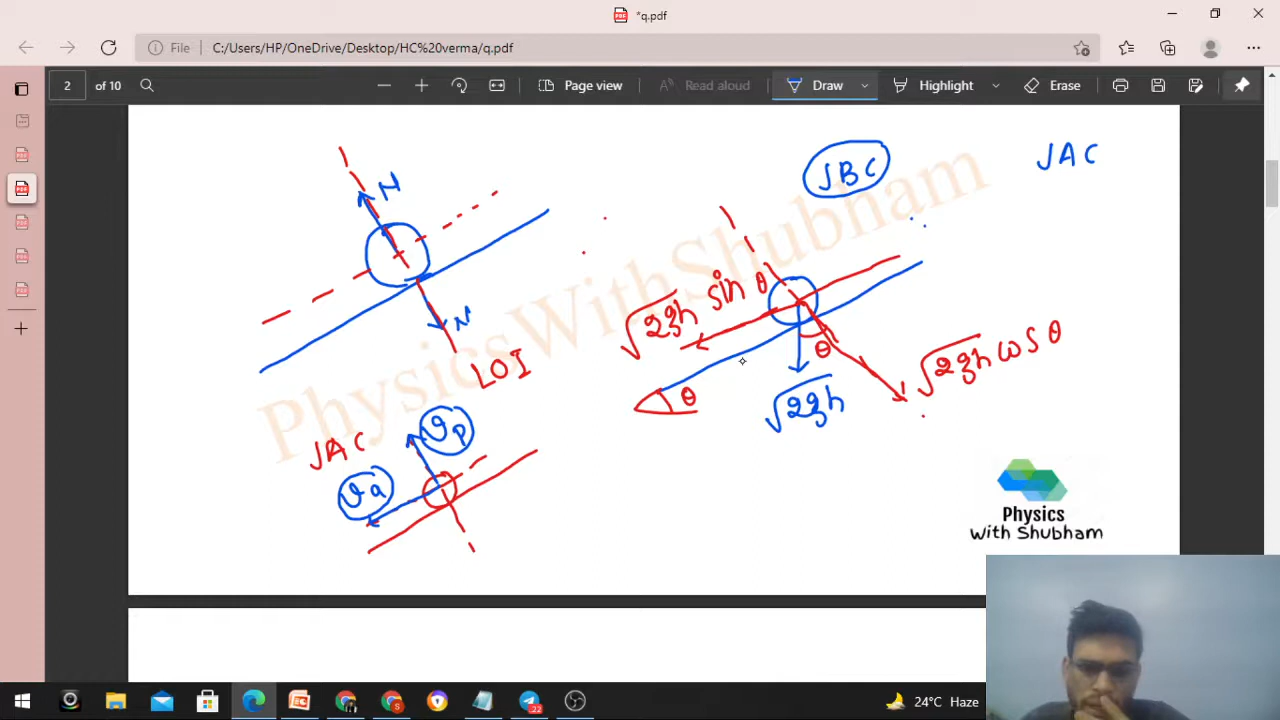 *q.pdf
File
C:/Users/HP/OneDrive/Desktop/HC%20verma/q.pdf
2 of 10
Page view
Read aloud
Draw
Highlight
Erase
PhysicsWithShubham
N
N
LOI
JBC
JAC
√2gh sin θ
θ
θ
√2gh
√2gh cos θ
JAC
vp
va
Physics
With Shubham
22
24°C Haze